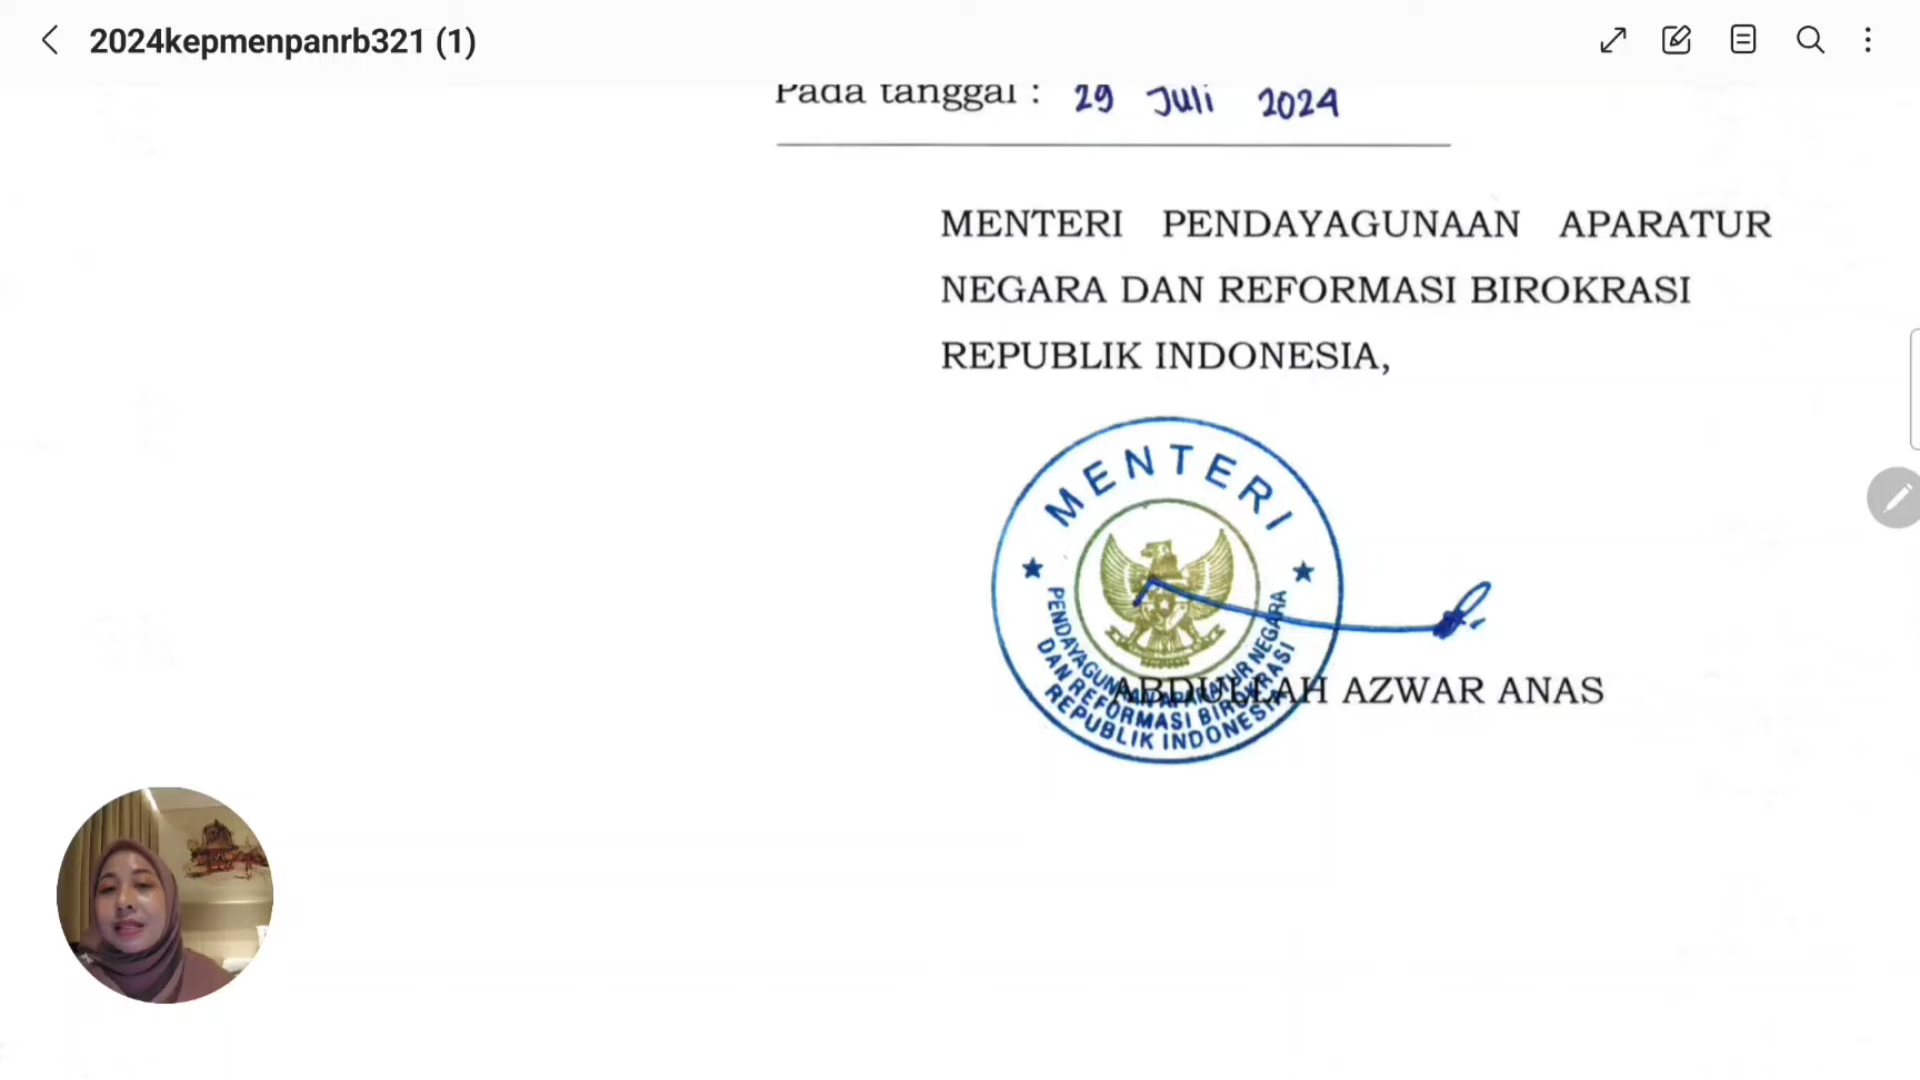 2024kepmenpanrb321 (1)
Pada tanggal : 29 Juli 2024
MENTERI PENDAYAGUNAAN APARATUR
NEGARA DAN REFORMASI BIROKRASI
REPUBLIK INDONESIA,
MENTERI
PENDAYAGUNAAN APARATUR NEGARA
DAN REFORMASI BIROKRASI
REPUBLIK INDONESIA
ABDULLAH AZWAR ANAS